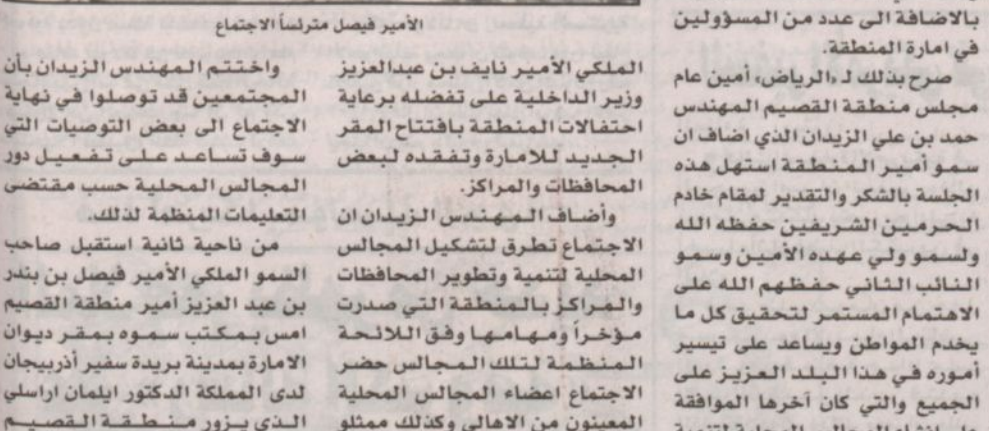 الأمير فيصل مترئساً الاجتماع
بالاضافة الى عدد من المسؤولين
في امارة المنطقة.
صرح بذلك لـ «الرياض» أمين عام
مجلس منطقة القصيم المهندس
حمد بن علي الزيدان الذي اضاف ان
سمو أمير المنطقة استهل هذه
الجلسة بالشكر والتقدير لمقام خادم
الحرمين الشريفين حفظه الله
ولسمو ولي عهده الأمين وسمو
النائب الثاني حفظهم الله على
الاهتمام المستمر لتحقيق كل ما
يخدم المواطن ويساعد على تيسير
أموره في هذا البلد العزيز على
الجميع والتي كان آخرها الموافقة
على انشاء المجالس المحلية لتنمية
الملكي الأمير نايف بن عبدالعزيز
وزير الداخلية على تفضله برعاية
احتفالات المنطقة بافتتاح المقر
الجديد للامارة وتفقده لبعض
المحافظات والمراكز.
وأضاف المهندس الزيدان ان
الاجتماع تطرق لتشكيل المجالس
المحلية لتنمية وتطوير المحافظات
والمراكز بالمنطقة التي صدرت
مؤخراً ومهامها وفق اللائحة
المنظمة لتلك المجالس حضر
الاجتماع اعضاء المجالس المحلية
المعينون من الاهالي وكذلك ممثلو
واختتم المهندس الزيدان بأن
المجتمعين قد توصلوا في نهاية
الاجتماع الى بعض التوصيات التي
سوف تساعد على تفعيل دور
المجالس المحلية حسب مقتضى
التعليمات المنظمة لذلك.
من ناحية ثانية استقبل صاحب
السمو الملكي الأمير فيصل بن بندر
بن عبد العزيز أمير منطقة القصيم
امس بمكتب سموه بمقر ديوان
الامارة بمدينة بريدة سفير أذربيجان
لدى المملكة الدكتور ايلمان اراسلي
الذي يزور منطقة القصيم